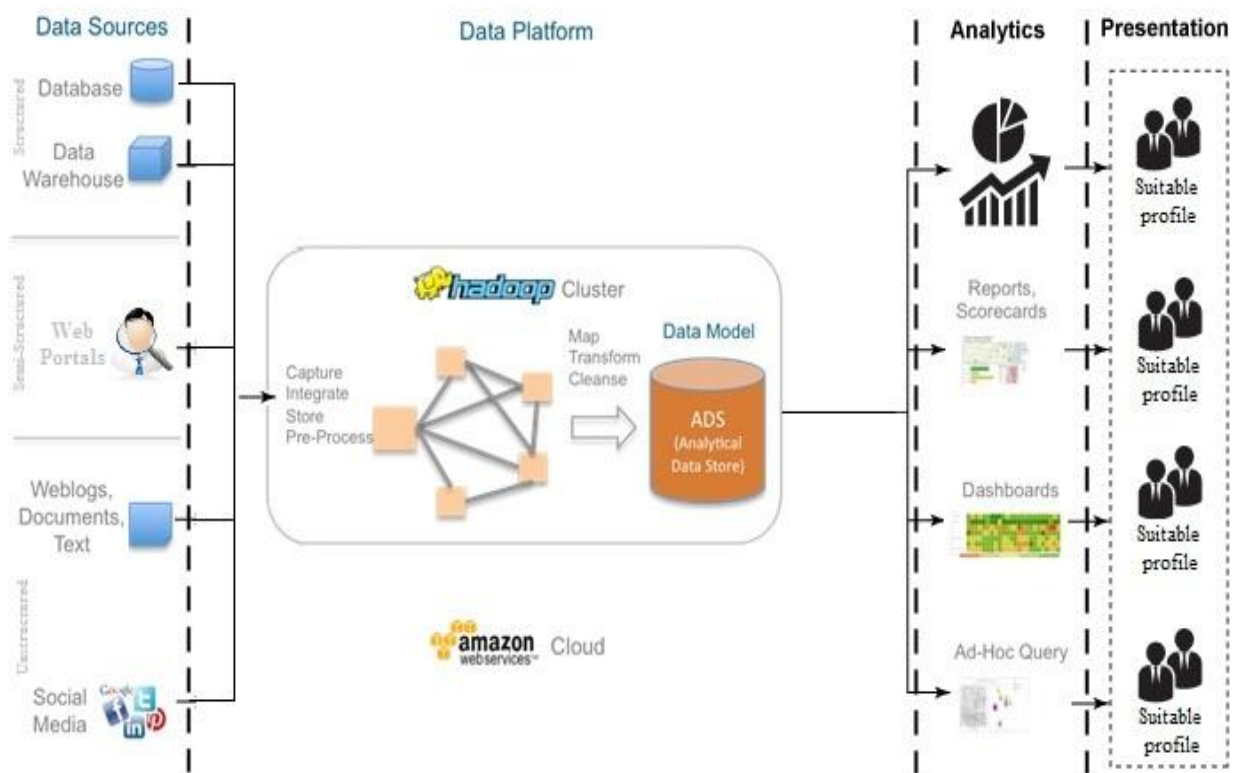 Data Sources
Data Platform
Analytics
Presentation
Structured
Database
Data
Warehouse
Semi-Structured
Web
Portals
Weblogs,
Documents,
Text
Unstructured
Social
Media
Google
hadoop Cluster
Capture
Integrate
Store
Pre-Process
Map
Transform
Cleanse
Data Model
ADS
(Analytical
Data Store)
amazon
webservices™
Cloud
Reports,
Scorecards
Dashboards
Ad-Hoc Query
Suitable
profile
Suitable
profile
Suitable
profile
Suitable
profile